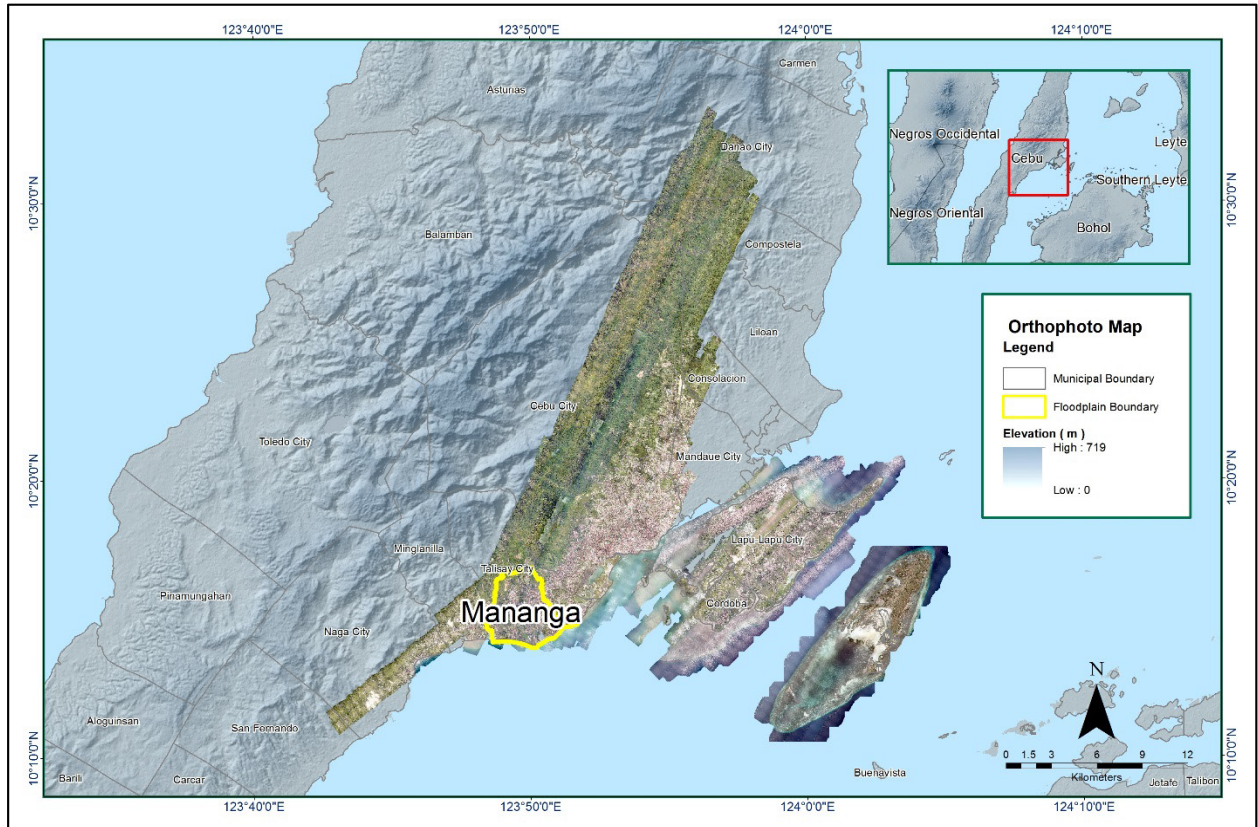 123°40'0"E
123°50'0"E
124°0'0"E
124°10'0"E
Carmen
Asturias
Danao City
Negros Occidental
Leyte
Cebu
Southern Leyte
Negros Oriental
Bohol
10°30'0"N
10°30'0"N
Balamban
Compostela
Liloan
Orthophoto Map
Legend
Municipal Boundary
Floodplain Boundary
Elevation ( m )
High : 719
Low : 0
Consolacion
Cebu City
Toledo City
Mandaue City
10°20'0"N
10°20'0"N
Lapu-Lapu City
Minglanilla
Talisay City
Pinamungahan
Mananga
Cordoba
Naga City
N
Aloguinsan
San Fernando
10°10'0"N
10°10'0"N
0 1.5 3 6 9 12
Kilometers
Buenavista
Barili
Carcar
Jetafe
Talibon
123°40'0"E
123°50'0"E
124°0'0"E
124°10'0"E